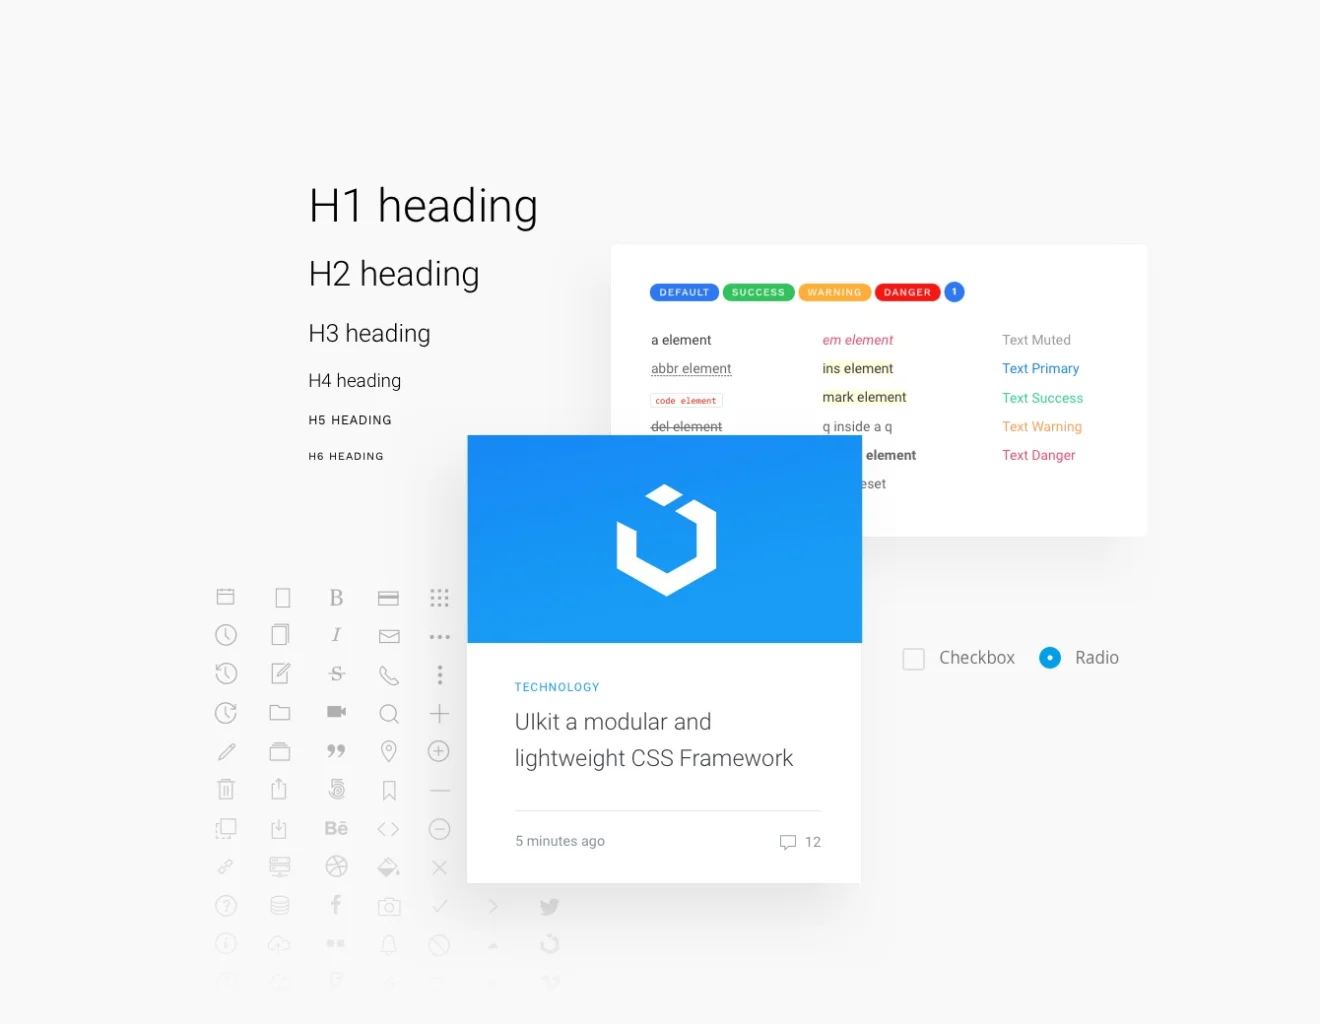 H1 heading
H2 heading
H3 heading
H4 heading
H5 HEADING
H6 HEADING
DEFAULT SUCCESS WARNING DANGER 1
a element em element Text Muted
abbr element ins element Text Primary
code element mark element Text Success
del element q inside a q Text Warning
element Text Danger
eset
B
I
S
Bē
Checkbox Radio
TECHNOLOGY
UIkit a modular and
lightweight CSS Framework
5 minutes ago 12